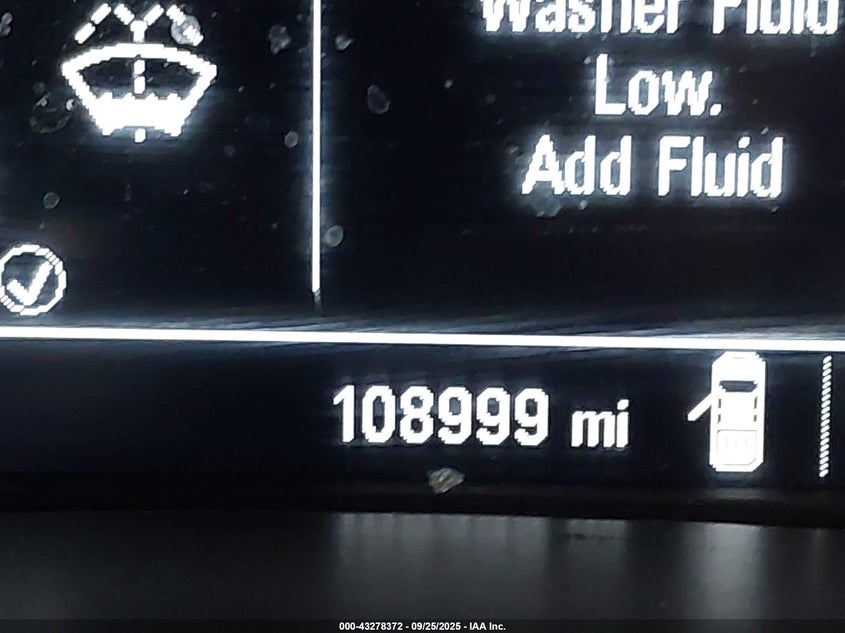 Washer Fluid
Low.
Add Fluid
108999 mi
000-43278372 - 09/25/2025 - IAA Inc.